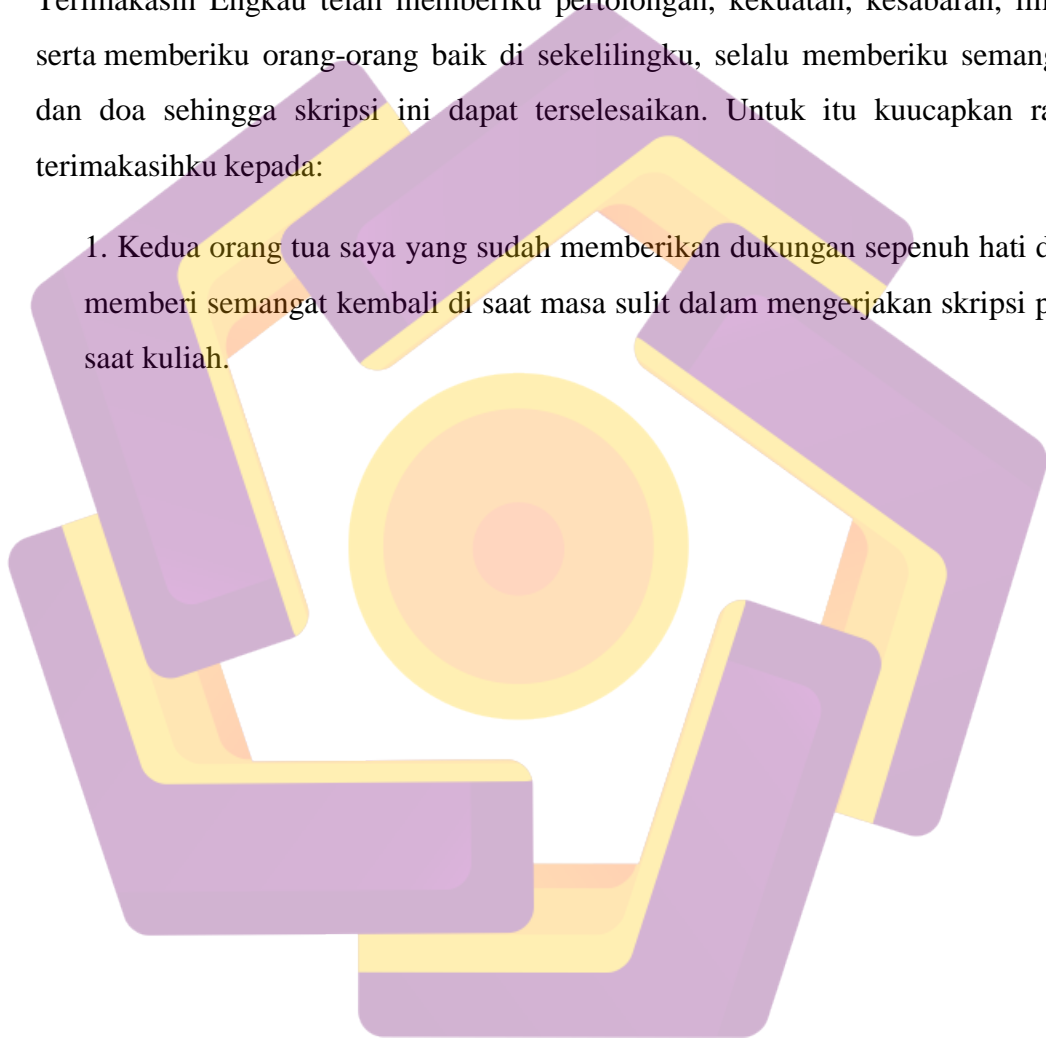 Terimakasih Engkau telah memberiku pertolongan, kekuatan, kesabaran,
serta memberiku orang-orang baik di sekelilingku, selalu memberiku
dan doa sehingga skripsi ini dapat terselesaikan. Untuk itu kuucapkan
terimakasihku kepada:
1. Kedua orang tua saya yang sudah memberikan dukungan sepenuh hati
memberi semangat kembali di saat masa sulit dalam mengerjakan skripsi
saat kuliah.